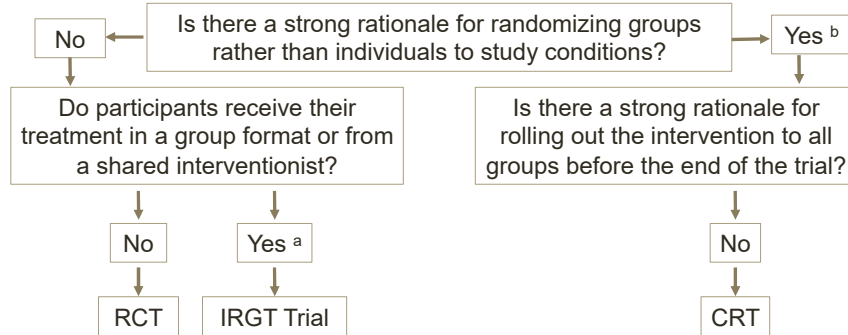 Is there a strong rationale for randomizing groups
rather than individuals to study conditions?
No
Yes ᵇ
Do participants receive their
treatment in a group format or from
a shared interventionist?
Is there a strong rationale for
rolling out the intervention to all
groups before the end of the trial?
No
Yes ᵃ
No
RCT
IRGT Trial
CRT